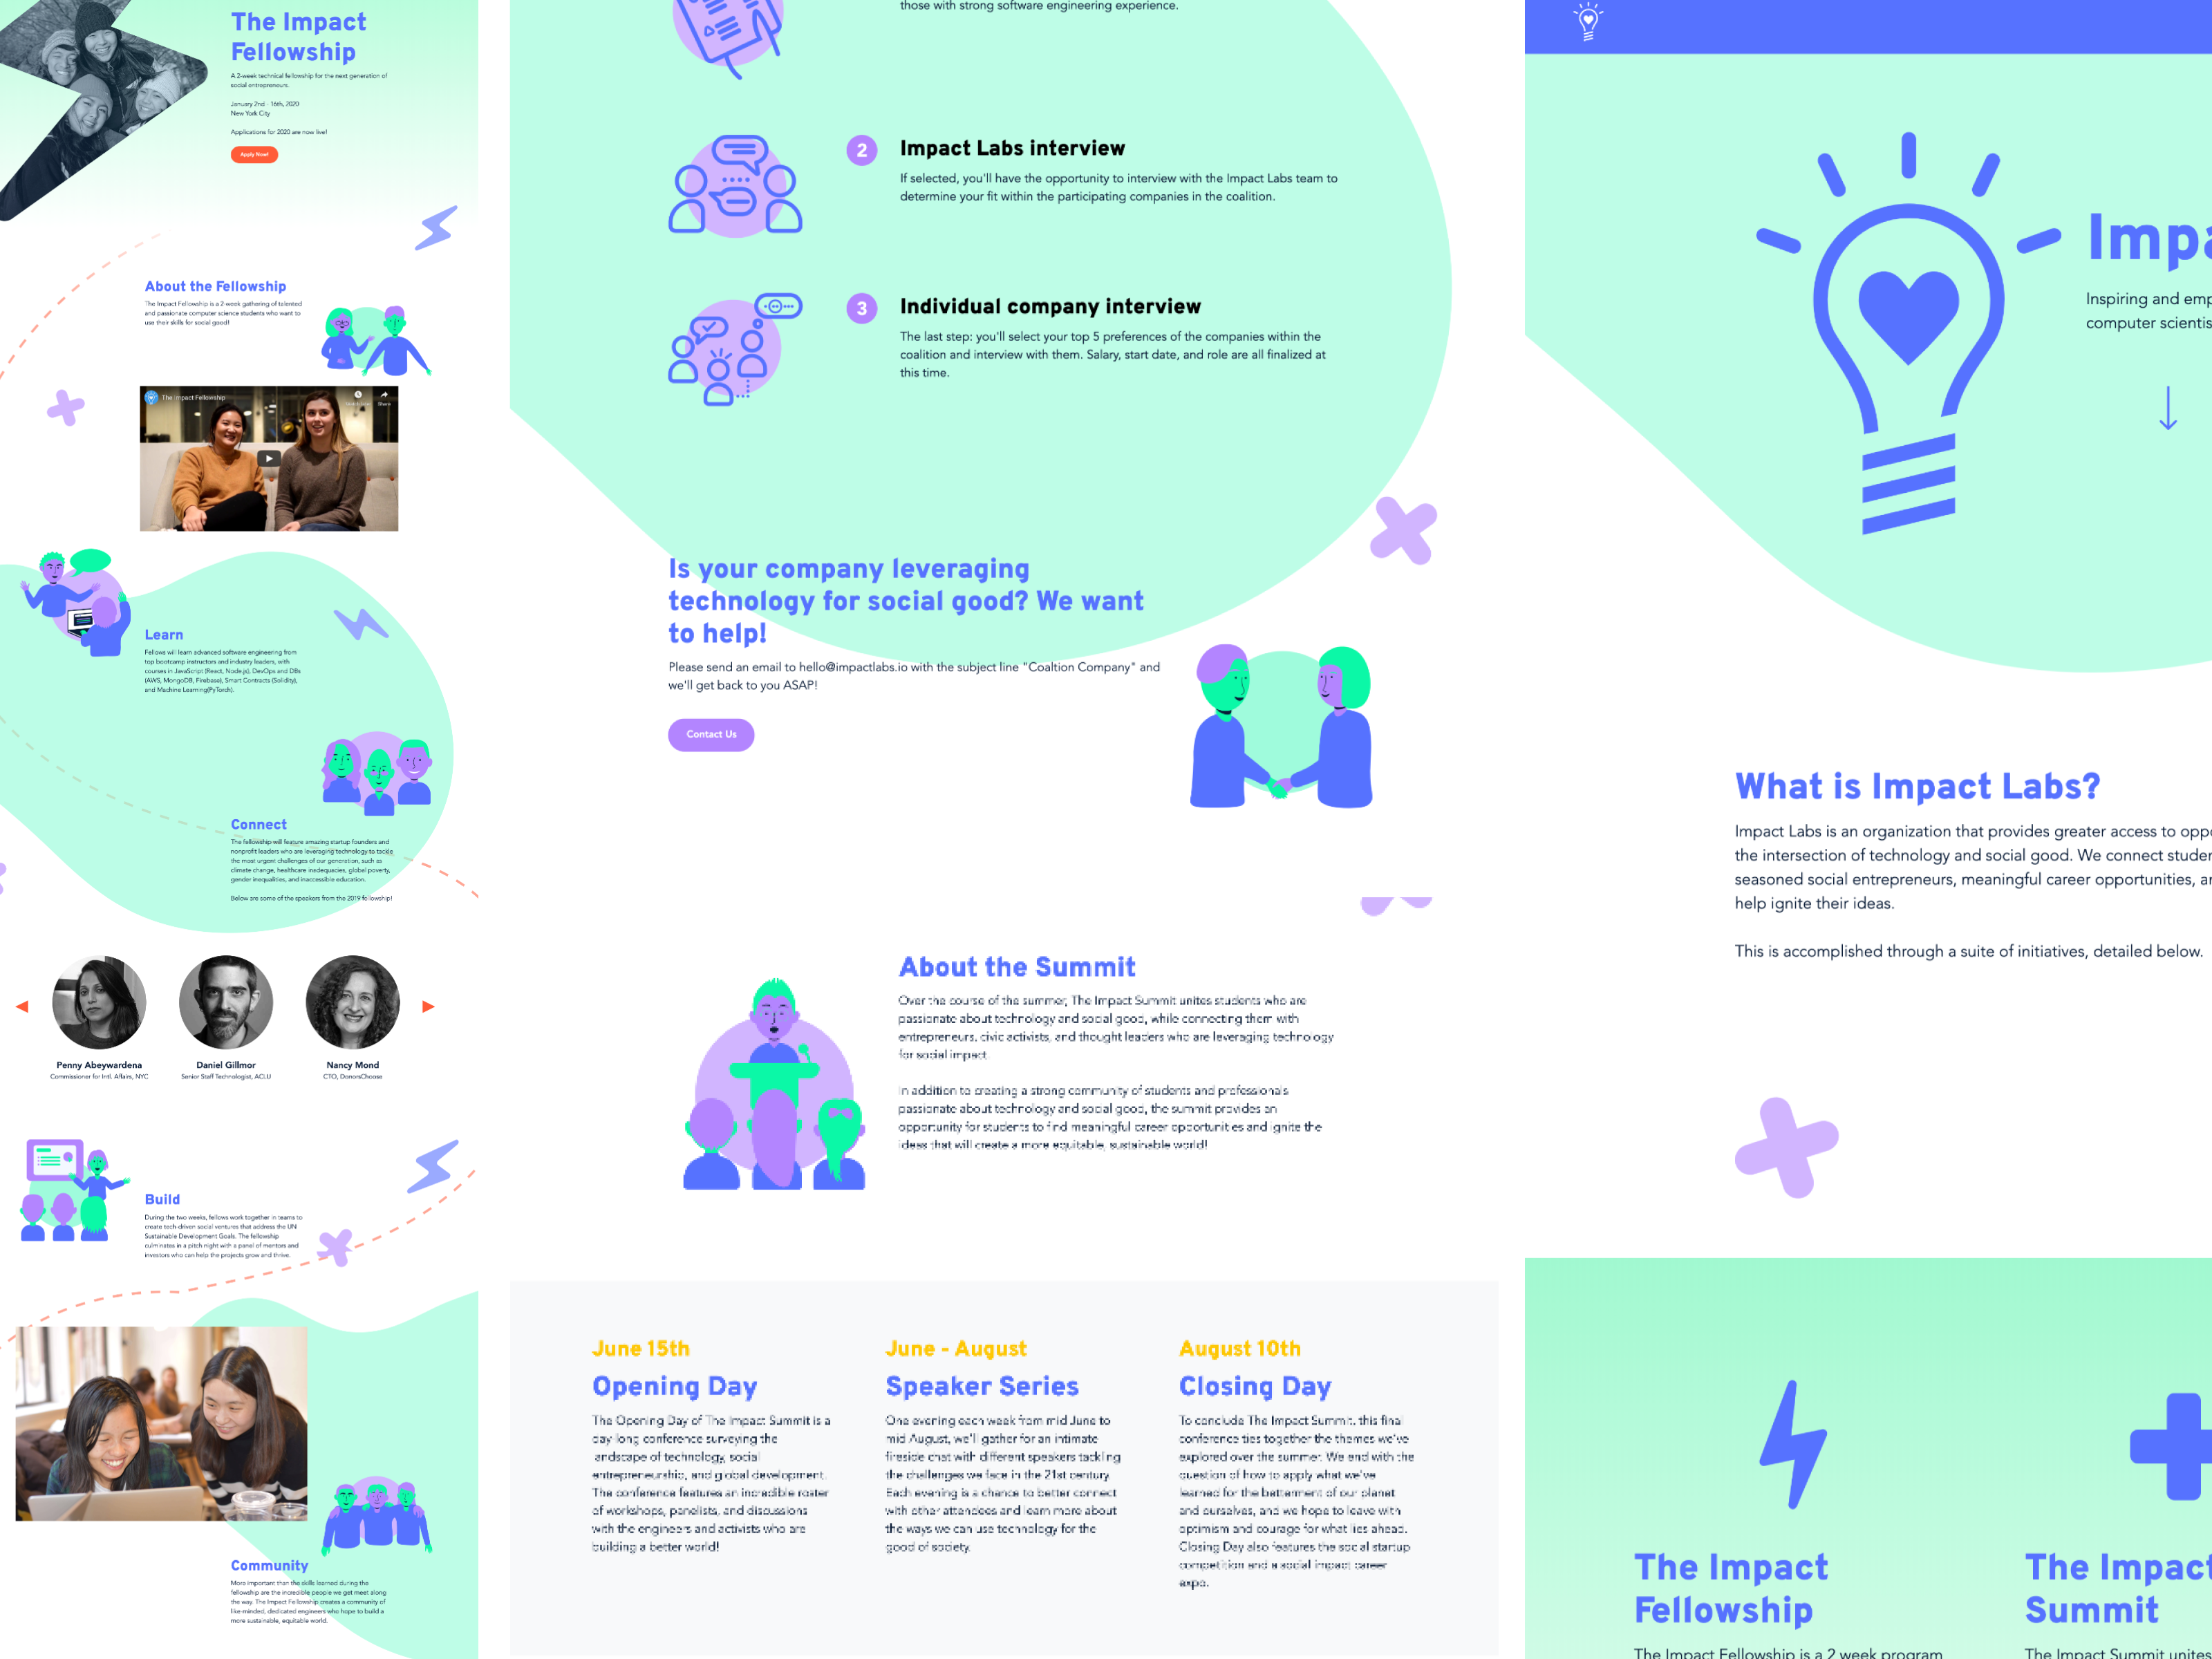 The Impact
Fellowship
A 2-week technical fellowship for the next generation of
social entrepreneurs.
January 2nd - 16th, 2020
New York City
Applications for 2020 are now live!
Apply Now!
About the Fellowship
The Impact Fellowship is a 2-week gathering of talented
and passionate computer science students who want to
use their skills for social good!
The Impact Fellowship
Share
Learn
Fellows will learn advanced software engineering from
top bootcamp instructors and industry leaders, with
courses in JavaScript (React, Node.js), DevOps and DBs
(AWS, MongoDB, Firebase), Smart Contracts (Solidity),
and Machine Learning(PyTorch).
Connect
The fellowship will feature amazing startup founders and
nonprofit leaders who are leveraging technology to tackle
the most urgent challenges of our generation, such as
climate change, healthcare inadequacies, global poverty,
gender inequalities, and inaccessible education.
Below are some of the speakers from the 2019 fellowship!
Penny Abeywardena
Commissioner for Intl. Affairs, NYC
Daniel Gillmor
Senior Staff Technologist, ACLU
Nancy Mond
CTO, DonorsChoose
Build
During the two weeks, fellows work together in teams to
create tech driven social ventures that address the UN
Sustainable Development Goals. The fellowship
culminates in a pitch night with a panel of mentors and
investors who can help the projects grow and thrive.
Community
More important than the skills learned during the
fellowship are the incredible people we get meet along
the way. The Impact Fellowship creates a community of
like-minded, dedicated engineers who hope to build a
more sustainable, equitable world.
those with strong software engineering experience.
2
Impact Labs interview
If selected, you'll have the opportunity to interview with the Impact Labs team to
determine your fit within the participating companies in the coalition.
3
Individual company interview
The last step: you'll select your top 5 preferences of the companies within the
coalition and interview with them. Salary, start date, and role are all finalized at
this time.
Is your company leveraging
technology for social good? We want
to help!
Please send an email to hello@impactlabs.io with the subject line "Coaltion Company" and
we'll get back to you ASAP!
Contact Us
About the Summit
Over the course of the summer, The Impact Summit unites students who are
passionate about technology and social good, while connecting them with
entrepreneurs, civic activists, and thought leaders who are leveraging technology
for social impact.
In addition to creating a strong community of students and professionals
passionate about technology and social good, the summit provides an
opportunity for students to find meaningful career opportunities and ignite the
ideas that will create a more equitable, sustainable world!
June 15th
Opening Day
The Opening Day of The Impact Summit is a
day-long conference surveying the
landscape of technology, social
entrepreneurship, and global development.
The conference features an incredible roster
of workshops, panelists, and discussions
with the engineers and activists who are
building a better world!
June - August
Speaker Series
One evening each week from mid June to
mid August, we'll gather for an intimate
fireside chat with different speakers tackling
the challenges we face in the 21st century.
Each evening is a chance to better connect
with other attendees and learn more about
the ways we can use technology for the
good of society.
August 10th
Closing Day
To conclude The Impact Summit, this final
conference ties together the themes we've
explored over the summer. We end with the
question of how to apply what we've
learned for the betterment of our planet
and ourselves, and we hope to leave with
optimism and courage for what lies ahead.
Closing Day also features the social startup
competition and a social impact career
expo.
Impa
Inspiring and emp
computer scientis
What is Impact Labs?
Impact Labs is an organization that provides greater access to oppo
the intersection of technology and social good. We connect studen
seasoned social entrepreneurs, meaningful career opportunities, an
help ignite their ideas.
This is accomplished through a suite of initiatives, detailed below.
The Impact
Fellowship
The Impact Fellowship is a 2 week program
The Impact
Summit
The Impact Summit unites